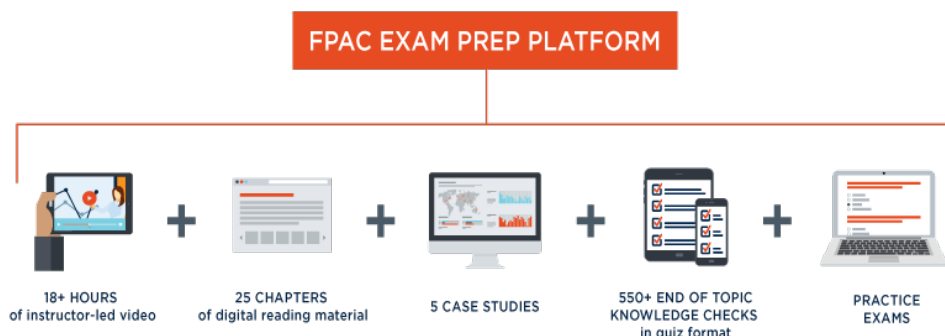 FPAC EXAM PREP PLATFORM
18+ HOURS
of instructor-led video
25 CHAPTERS
of digital reading material
5 CASE STUDIES
550+ END OF TOPIC
KNOWLEDGE CHECKS
in quiz format
PRACTICE
EXAMS